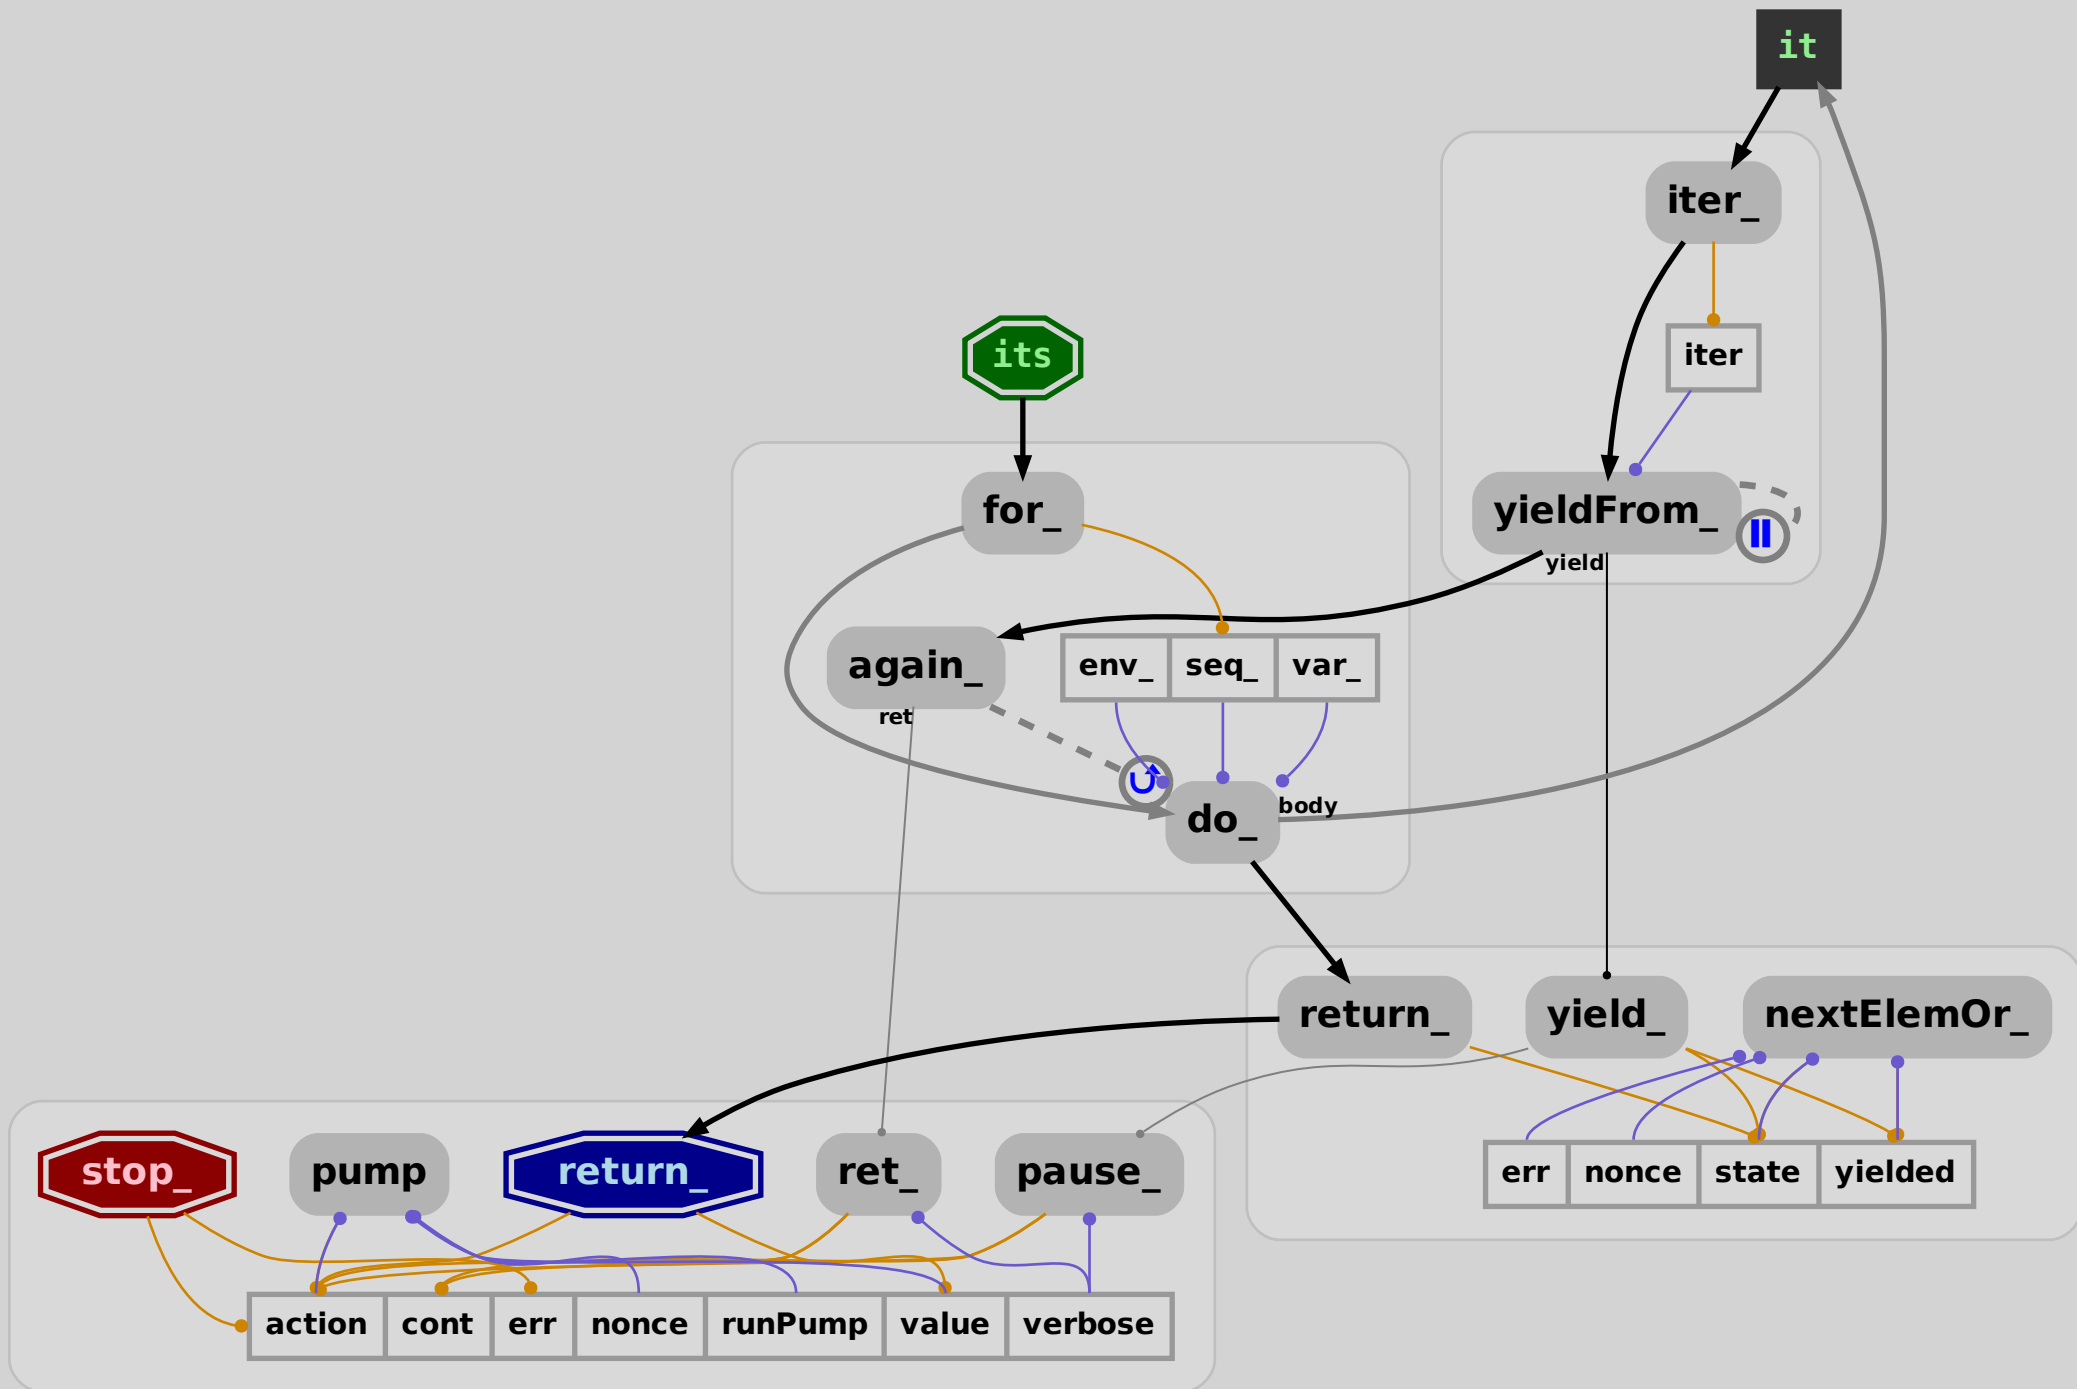 it
iter_
its
iter
for_
yieldFrom_
yield
again_
env_ seq_ var_
ret
body
do_
return_ yield_ nextElemOr_
stop_ pump return_ ret_ pause_
err nonce state yielded
action cont err nonce runPump value verbose